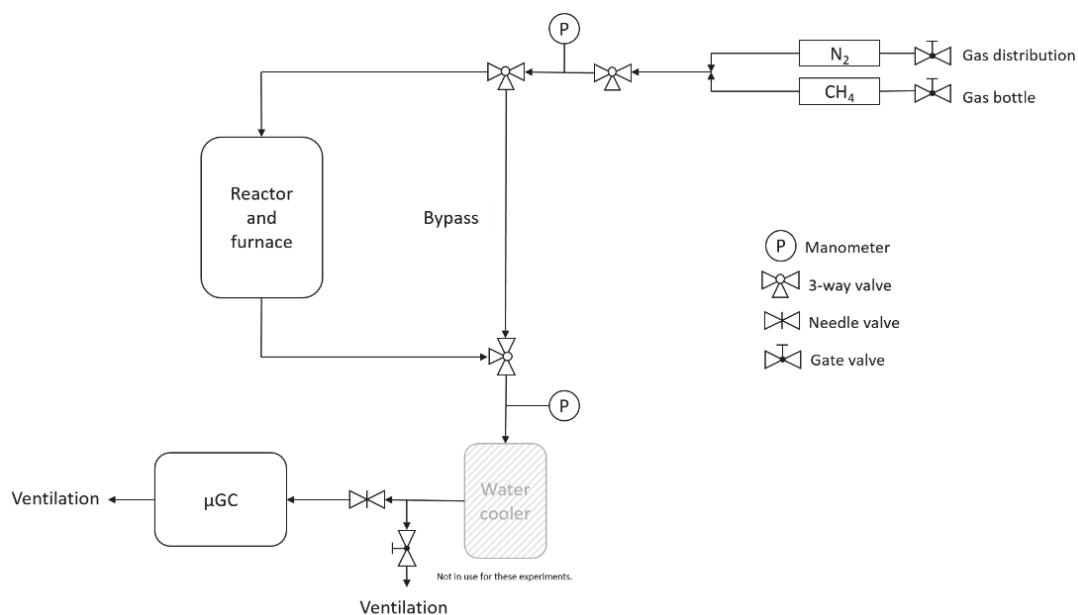 P
N₂
Gas distribution
CH₄
Gas bottle
Reactor
and
furnace
Bypass
P Manometer
3-way valve
Needle valve
Gate valve
P
Water
cooler
Ventilation
µGC
Not in use for these experiments.
Ventilation